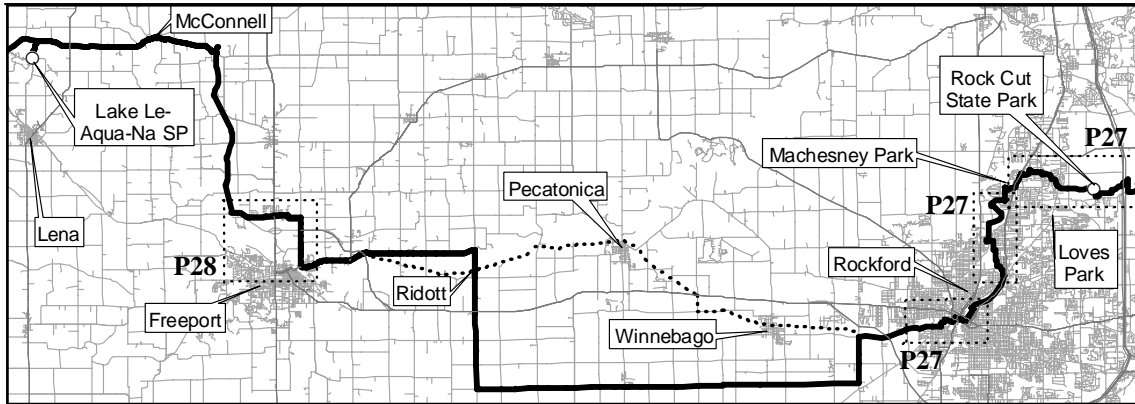 McConnell
Rock Cut
State Park
Lake Le-
Aqua-Na SP
P27
Machesney Park
Pecatonica
P27
Lena
Loves
Park
Rockford
P28
Ridott
Freeport
Winnebago
P27